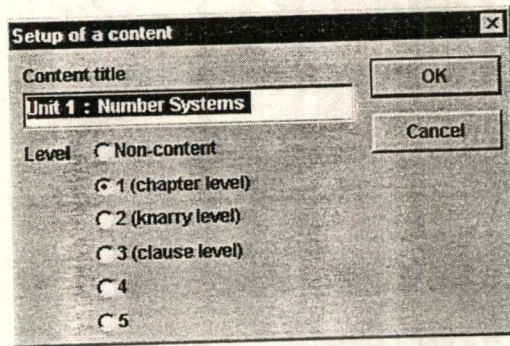 Setup of a content
Content title
OK
Unit 1 : Number Systems
Cancel
Level
Non-content
1 (chapter level)
2 (knarry level)
3 (clause level)
4
5